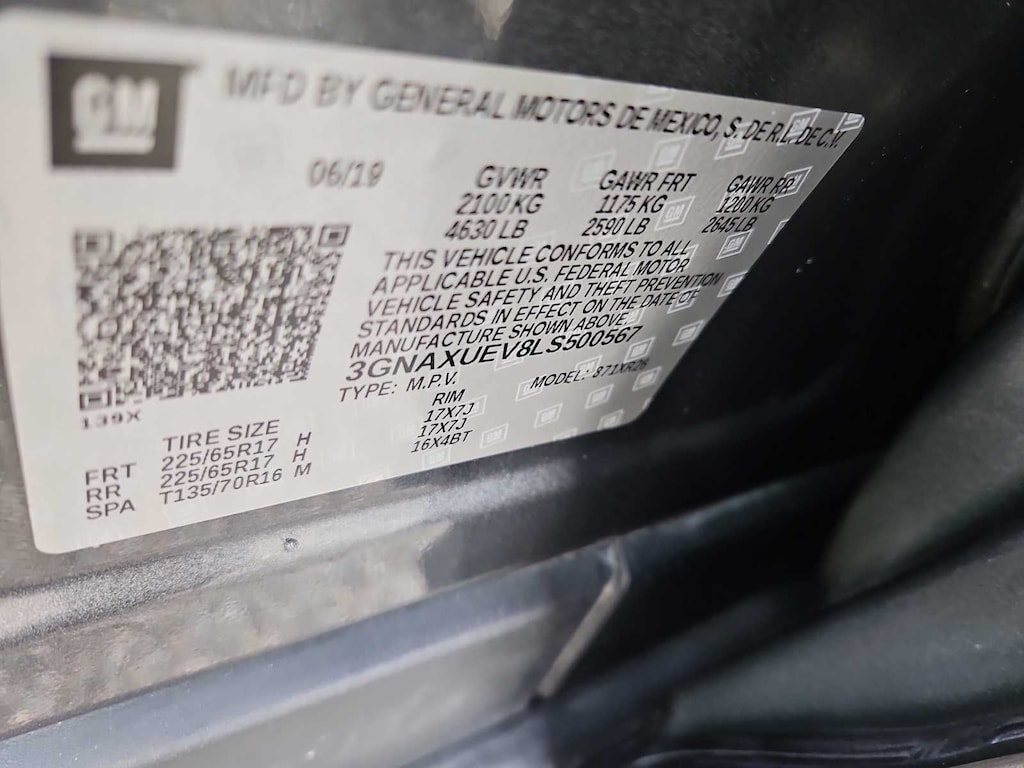 GM
MFD BY GENERAL MOTORS DE MEXICO, S. DE R.L. DE C.V.
06/19 GVWR GAWR FRT GAWR RR
2100 KG 1175 KG 1200 KG
4630 LB 2590 LB 2645 LB
THIS VEHICLE CONFORMS TO ALL
APPLICABLE U.S. FEDERAL MOTOR
VEHICLE SAFETY AND THEFT PREVENTION
STANDARDS IN EFFECT ON THE DATE OF
MANUFACTURE SHOWN ABOVE.
3GNAXUEV8LS500567
TYPE: M.P.V. MODEL:
139X
TIRE SIZE RIM
FRT 225/65R17 H 17X7J
RR 225/65R17 H 17X7J
SPA T135/70R16 M 16X4BT